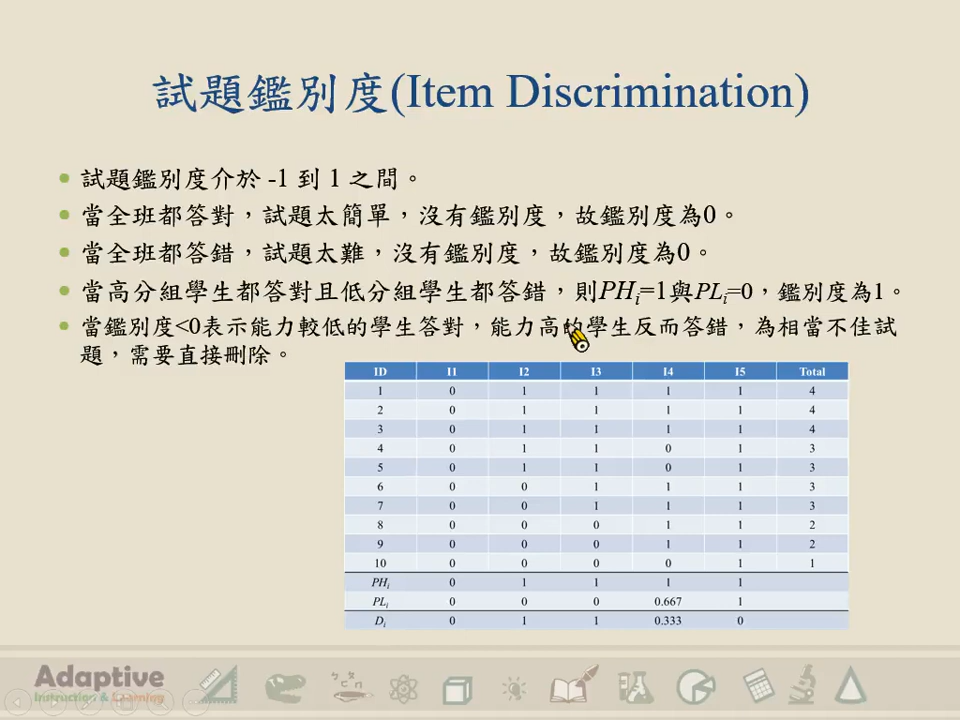 試題鑑別度(Item Discrimination)
試題鑑別度介於 -1 到 1 之間。
當全班都答對，試題太簡單，沒有鑑別度，故鑑別度為0。
當全班都答錯，試題太難，沒有鑑別度，故鑑別度為0。
當高分組學生都答對且低分組學生都答錯，則PHi=1與PLi=0，鑑別度為1。
當鑑別度<0表示能力較低的學生答對，能力高的學生反而答錯，為相當不佳試
題，需要直接刪除。
ID I1 I2 I3 I4 I5 Total
1 0 1 1 1 1 4
2 0 1 1 1 1 4
3 0 1 1 1 1 4
4 0 1 1 0 1 3
5 0 1 1 0 1 3
6 0 0 1 1 1 3
7 0 0 1 1 1 3
8 0 0 0 1 1 2
9 0 0 0 1 1 2
10 0 0 0 0 1 1
PHi 0 1 1 1 1
PLi 0 0 0 0.667 1
Di 0 1 1 0.333 0
Adaptive
Instruction & Learning